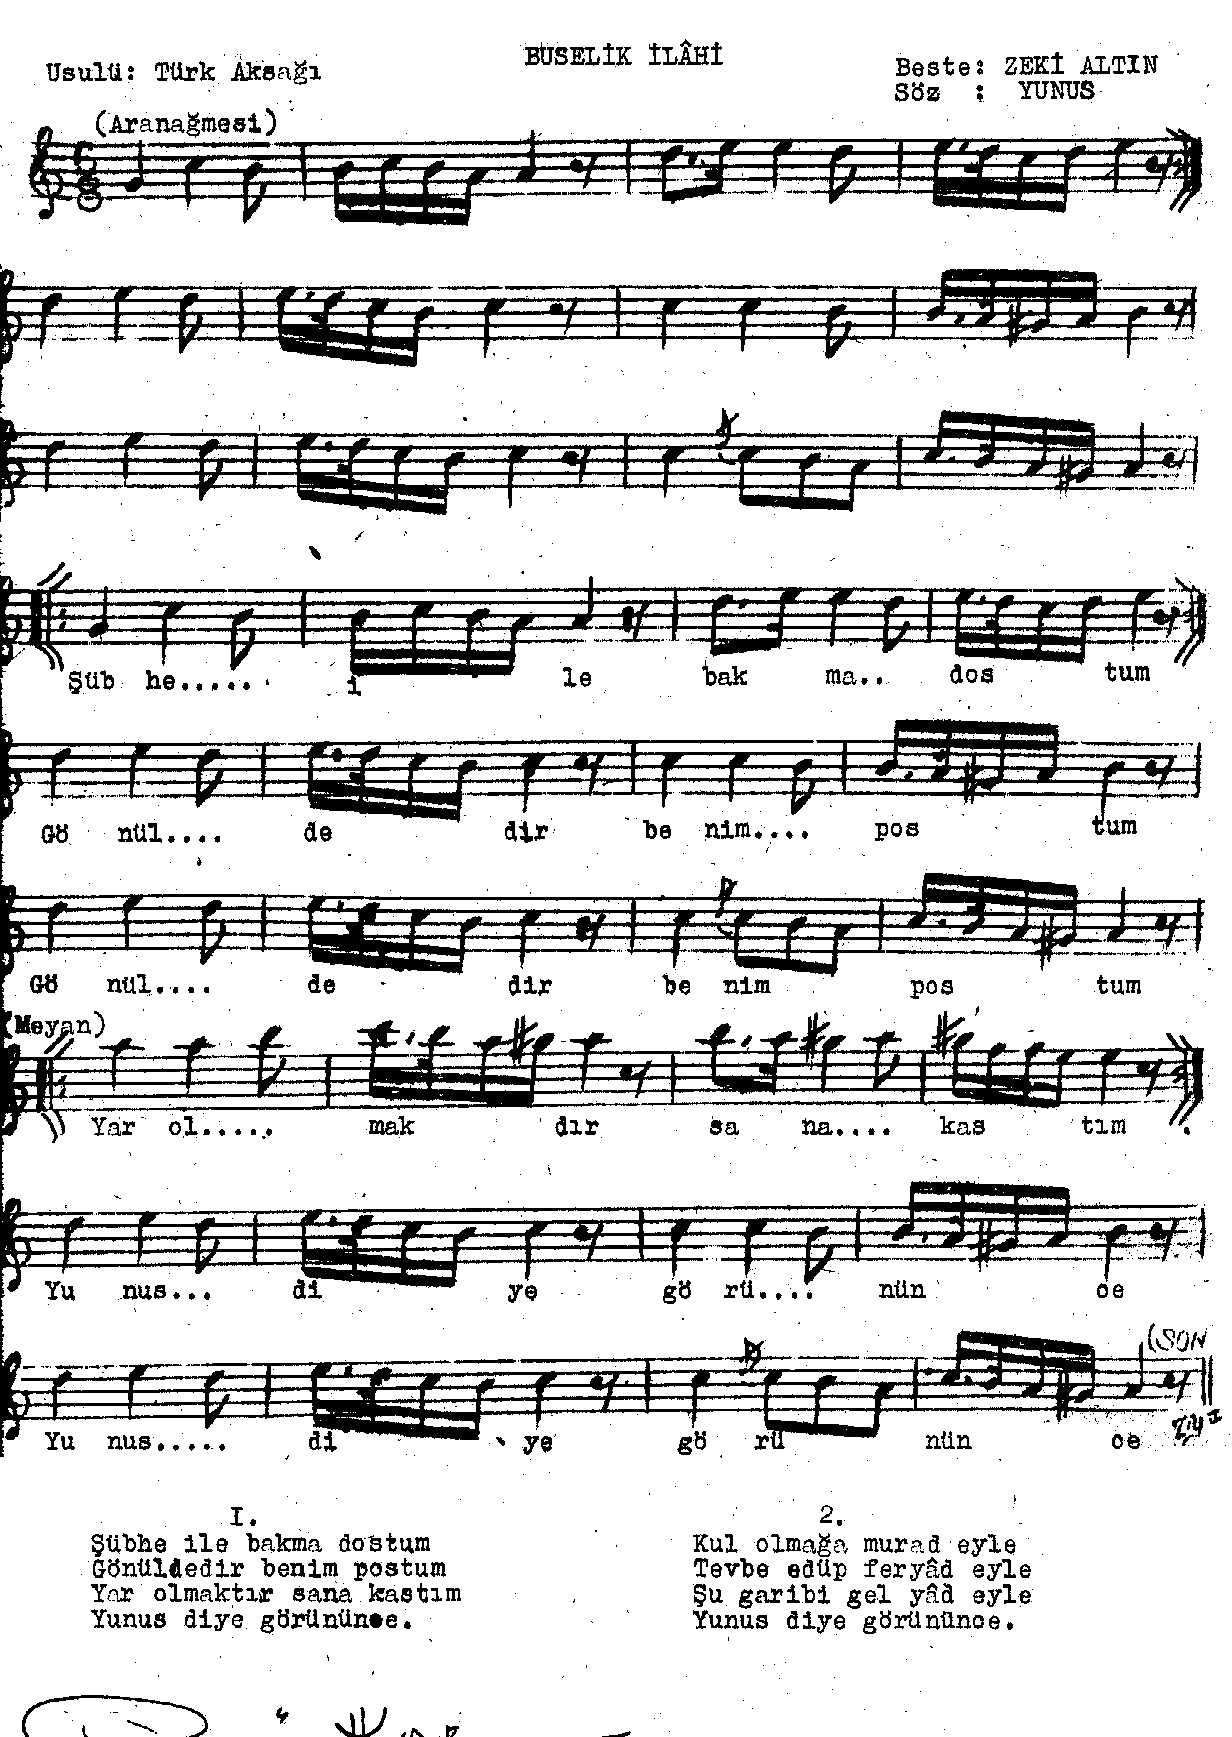 BUSELİK İLÂHİ
Usulü: Türk Aksağı
Beste: ZEKİ ALTIN
Söz : YUNUS
(Aranağmesi)
Şüb he..... i le bak ma.. dos tum
Gö nül.... de dir be nim.... pos tum
Gö nül.... de dir be nim pos tum
(Meyan)
Yar ol..... mak dır sa na.... kas tım .
Yu nus... di ye gö rü.... nün ce
(SON
Yu nus..... di ye gö rü nün ce
I.
Şübhe ile bakma dostum
Gönüldedir benim postum
Yar olmaktır sana kastım
Yunus diye görününce.
2.
Kul olmağa murad eyle
Tevbe edüp feryâd eyle
Şu garibi gel yâd eyle
Yunus diye görününce.